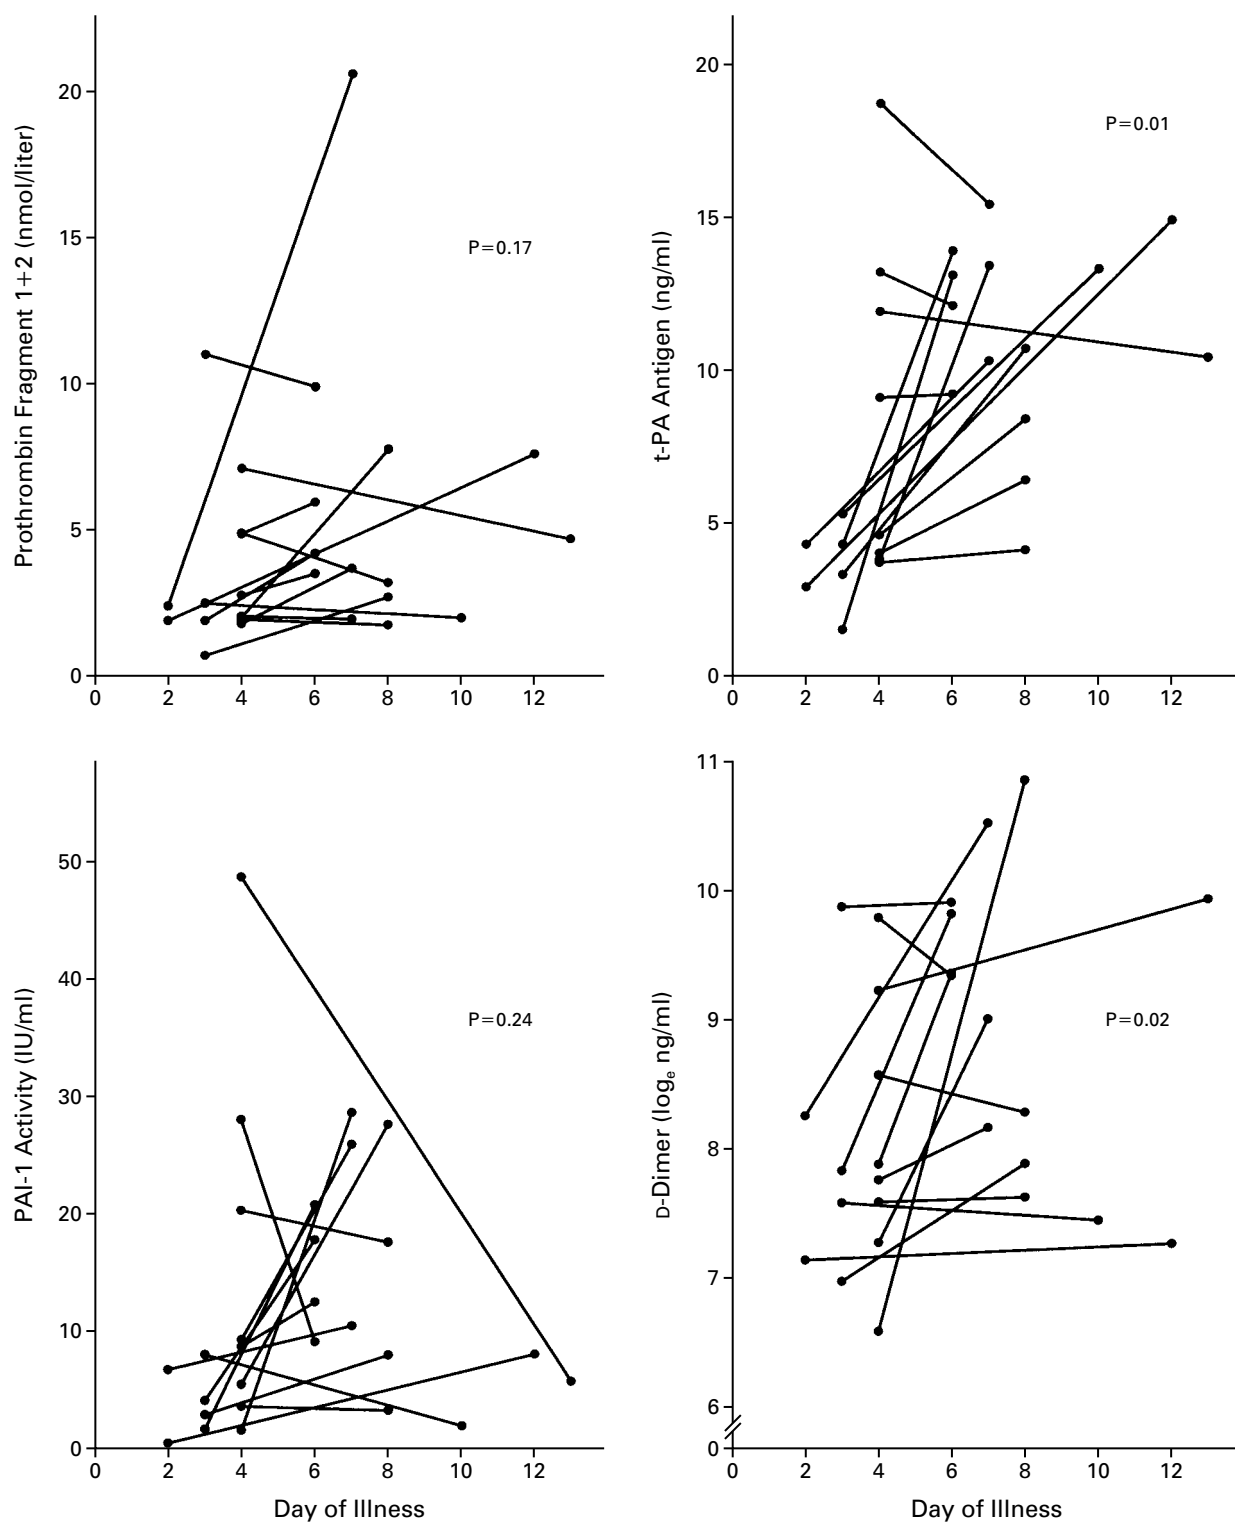 Prothrombin Fragment 1+2 (nmol/liter)
20
15
10
5
0
P=0.17
0 2 4 6 8 10 12
t-PA Antigen (ng/ml)
20
15
10
5
0
P=0.01
0 2 4 6 8 10 12
PAI-1 Activity (IU/ml)
50
40
30
20
10
0
P=0.24
0 2 4 6 8 10 12
Day of Illness
D-Dimer (logₑ ng/ml)
11
10
9
8
7
6
0
P=0.02
0 2 4 6 8 10 12
Day of Illness